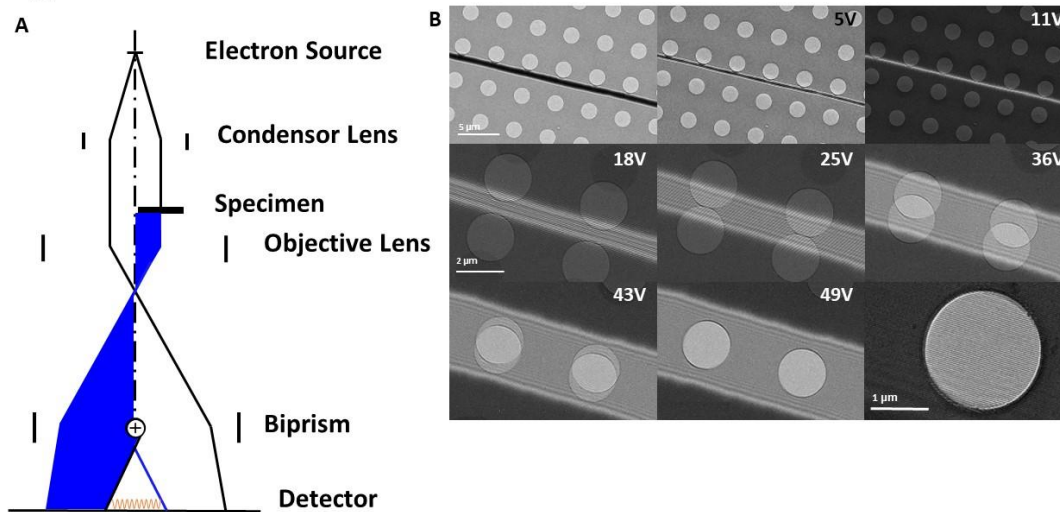 A
Electron Source
Condensor Lens
Specimen
Objective Lens
Biprism
+
Detector
B
5V
11V
5 µm
18V
25V
36V
2 µm
43V
49V
1 µm